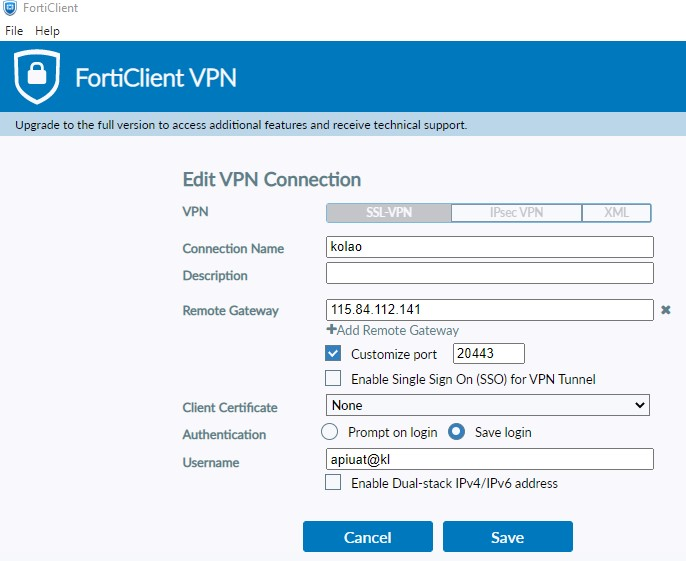 FortiClient
File Help
FortiClient VPN
Upgrade to the full version to access additional features and receive technical support.
Edit VPN Connection
VPN SSL-VPN IPsec VPN XML
Connection Name kolao
Description
Remote Gateway 115.84.112.141
+Add Remote Gateway
Customize port 20443
Enable Single Sign On (SSO) for VPN Tunnel
Client Certificate None
Authentication Prompt on login Save login
Username apiuat@kl
Enable Dual-stack IPv4/IPv6 address
Cancel Save